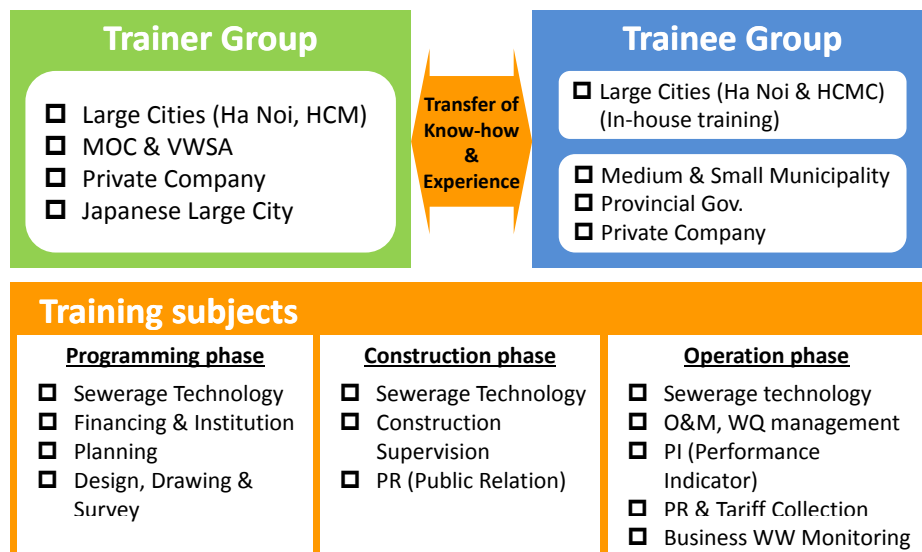 Trainer Group
Large Cities (Ha Noi, HCM)
MOC & VWSA
Private Company
Japanese Large City
Transfer of
Know-how
&
Experience
Trainee Group
Large Cities (Ha Noi & HCMC)
(In-house training)
Medium & Small Municipality
Provincial Gov.
Private Company
Training subjects
Programming phase
Sewerage Technology
Financing & Institution
Planning
Design, Drawing &
Survey
Construction phase
Sewerage Technology
Construction
Supervision
PR (Public Relation)
Operation phase
Sewerage technology
O&M, WQ management
PI (Performance
Indicator)
PR & Tariff Collection
Business WW Monitoring